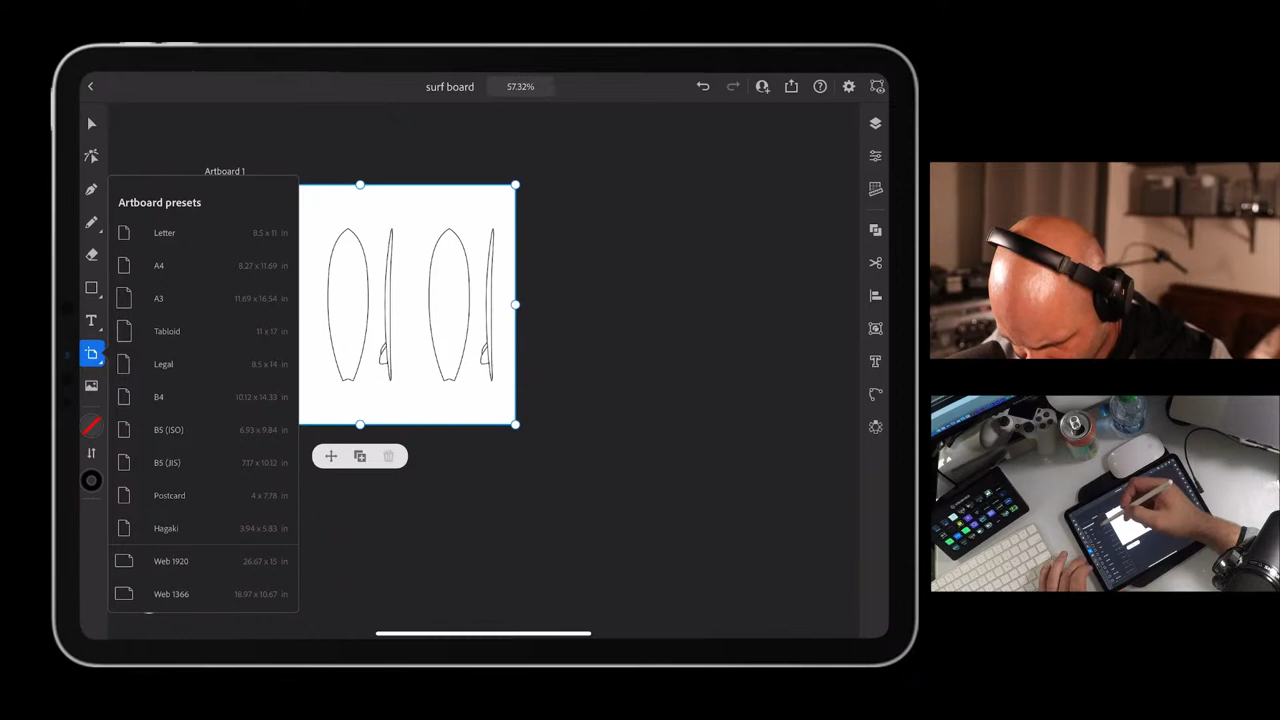 surf board
57.32%
Artboard 1
Artboard presets
Letter 8.5 x 11 in
A4 8.27 x 11.69 in
A3 11.69 x 16.54 in
Tabloid 11 x 17 in
Legal 8.5 x 14 in
B4 10.12 x 14.33 in
B5 (ISO) 6.93 x 9.84 in
B5 (JIS) 7.17 x 10.12 in
Postcard 4 x 7.78 in
Hagaki 3.94 x 5.83 in
Web 1920 26.67 x 15 in
Web 1366 18.97 x 10.67 in